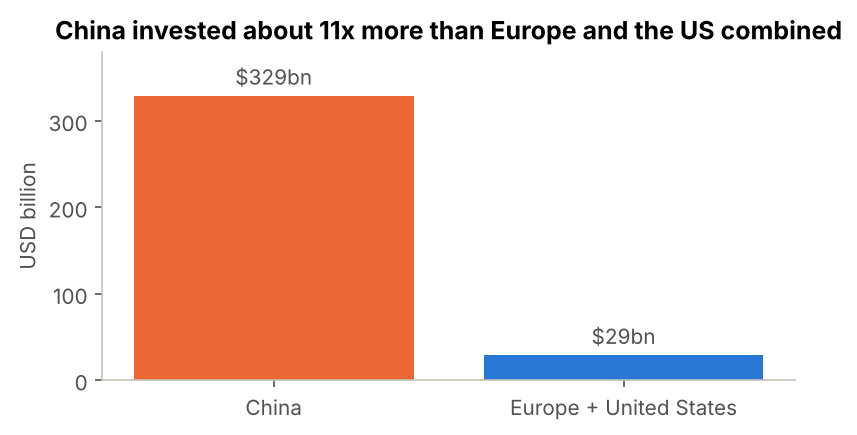 China invested about 11x more than Europe and the US combined
$329bn
300
200
100
0
USD billion
$29bn
China
Europe + United States